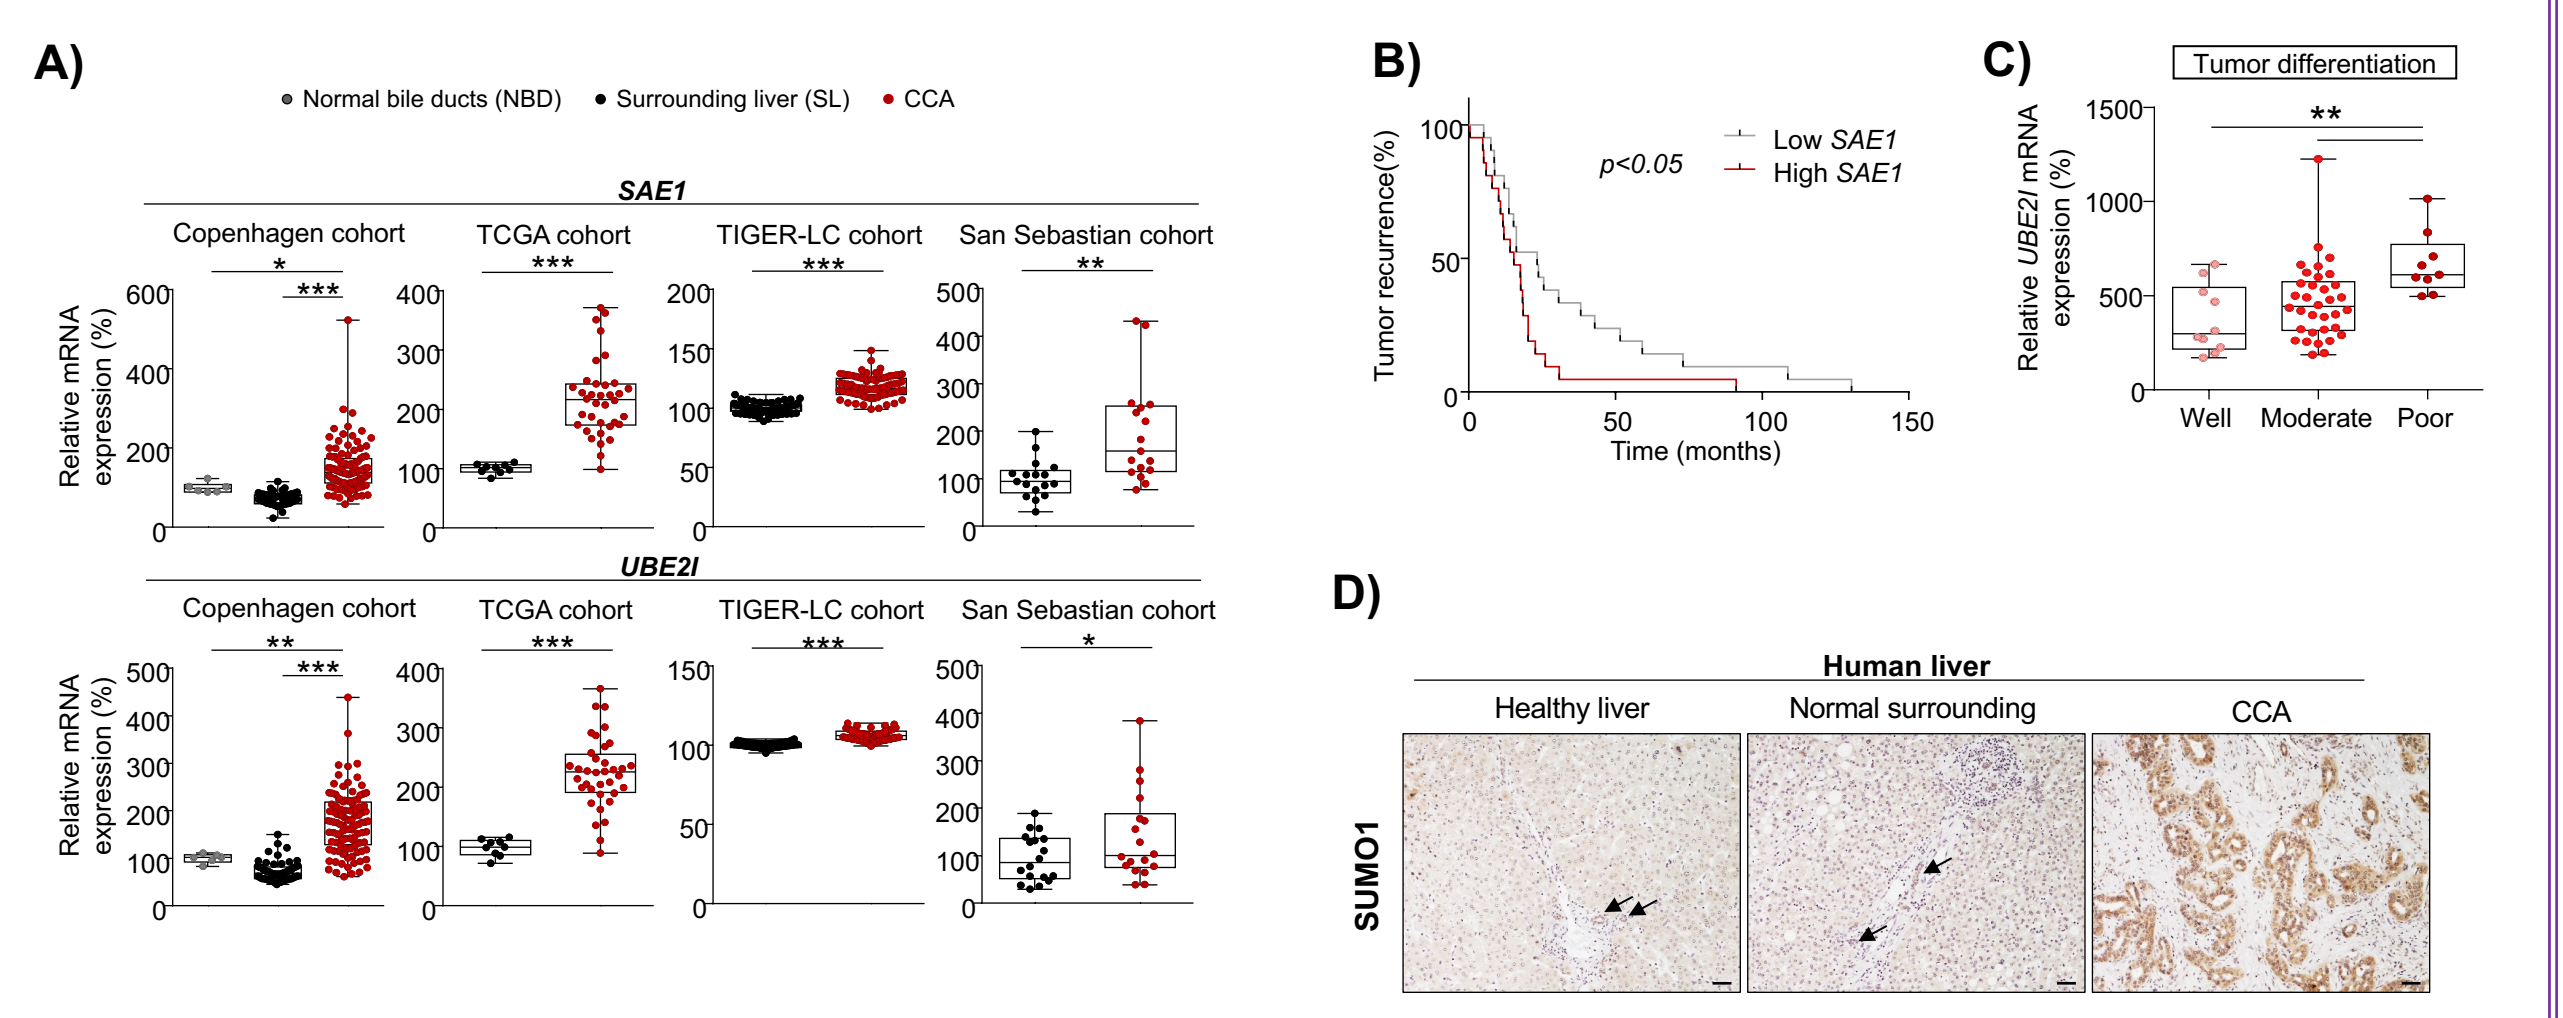 A)
Normal bile ducts (NBD) Surrounding liver (SL) CCA
SAE1
Copenhagen cohort TCGA cohort TIGER-LC cohort San Sebastian cohort
* *** *** *** **
Relative mRNA expression (%)
600 400 200 0
400 300 200 100 0
200 150 100 50 0
500 400 300 200 100 0
UBE2I
Copenhagen cohort TCGA cohort TIGER-LC cohort San Sebastian cohort
** *** *** *** *
Relative mRNA expression (%)
500 400 300 200 100 0
400 300 200 100 0
150 100 50 0
500 400 300 200 100 0
B)
Tumor recurrence(%)
100 50 0
p<0.05
Low SAE1
High SAE1
0 50 100 150
Time (months)
C)
Tumor differentiation
**
Relative UBE2I mRNA expression (%)
1500 1000 500 0
Well Moderate Poor
D)
Human liver
Healthy liver Normal surrounding CCA
SUMO1